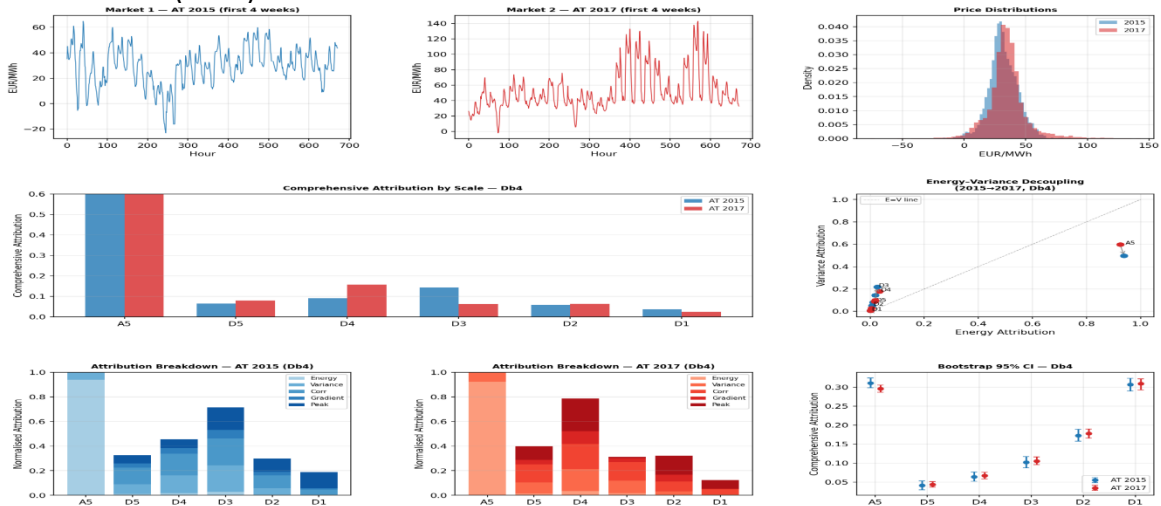 Market 1 — AT 2015 (first 4 weeks)
60
40
20
0
−20
EUR/MWh
0 100 200 300 400 500 600 700
Hour
Market 2 — AT 2017 (first 4 weeks)
140
120
100
80
60
40
20
0
EUR/MWh
0 100 200 300 400 500 600 700
Hour
Price Distributions
0.040
0.035
0.030
0.025
0.020
0.015
0.010
0.005
0.000
Density
2015
2017
−50 0 50 100 150
EUR/MWh
Comprehensive Attribution by Scale — Db4
0.6
0.5
0.4
0.3
0.2
0.1
0.0
Comprehensive Attribution
AT 2015
AT 2017
A5 D5 D4 D3 D2 D1
Energy–Variance Decoupling
(2015→2017, Db4)
1.0
0.8
0.6
0.4
0.2
0.0
Variance Attribution
E=V line
A5
D3
D4
D5
D2
D1
0.0 0.2 0.4 0.6 0.8 1.0
Energy Attribution
Attribution Breakdown — AT 2015 (Db4)
1.0
0.8
0.6
0.4
0.2
0.0
Normalised Attribution
Energy
Variance
Corr
Gradient
Peak
A5 D5 D4 D3 D2 D1
Attribution Breakdown — AT 2017 (Db4)
1.0
0.8
0.6
0.4
0.2
0.0
Normalised Attribution
Energy
Variance
Corr
Gradient
Peak
A5 D5 D4 D3 D2 D1
Bootstrap 95% CI — Db4
0.30
0.25
0.20
0.15
0.10
0.05
Comprehensive Attribution
AT 2015
AT 2017
A5 D5 D4 D3 D2 D1